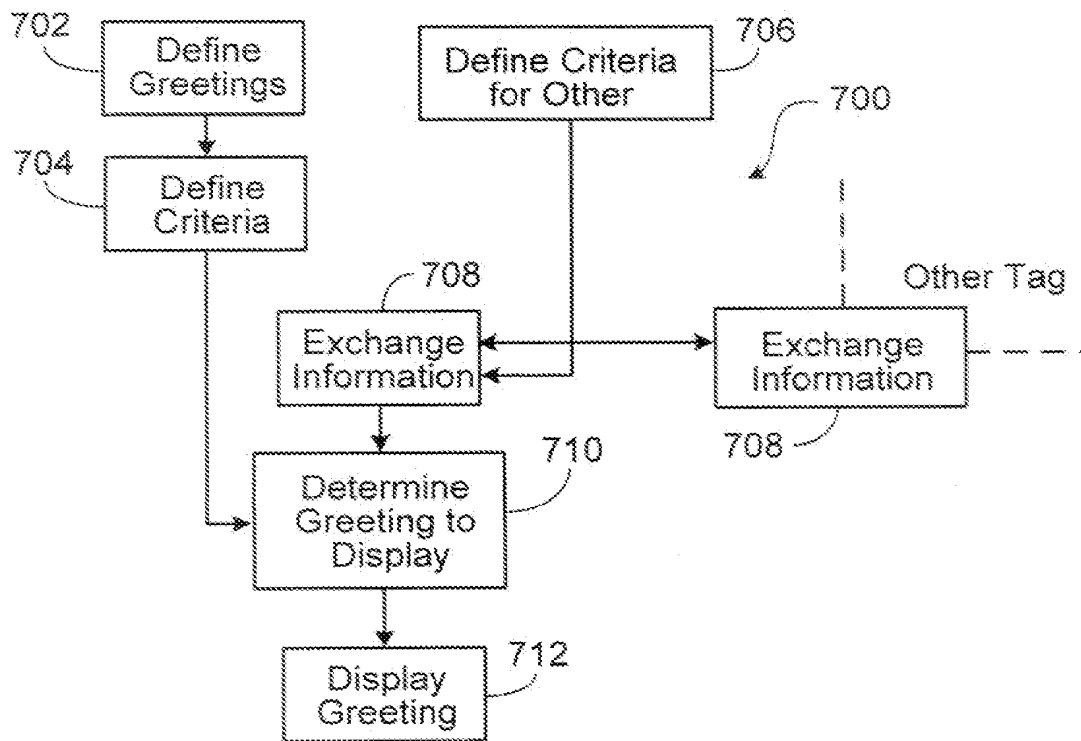 702
Define
Greetings
706
Define Criteria
for Other
700
704
Define
Criteria
708
Exchange
Information
Other Tag
Exchange
Information
708
710
Determine
Greeting to
Display
712
Display
Greeting